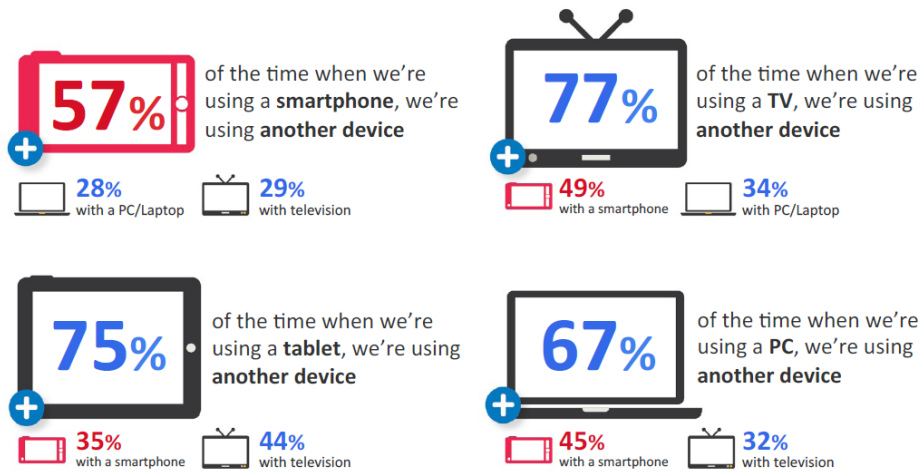 57%
of the time when we're
using a smartphone, we're
using another device
28%
with a PC/Laptop
29%
with television
77%
of the time when we're
using a TV, we're using
another device
49%
with a smartphone
34%
with PC/Laptop
75%
of the time when we're
using a tablet, we're using
another device
35%
with a smartphone
44%
with television
67%
of the time when we're
using a PC, we're using
another device
45%
with a smartphone
32%
with television